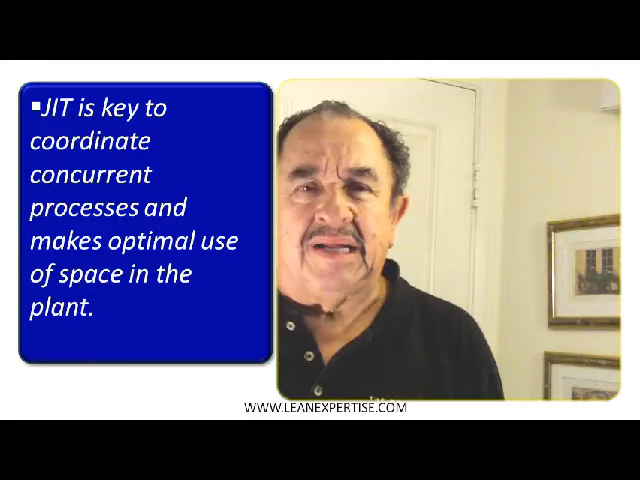 ▪JIT is key to
coordinate
concurrent
processes and
makes optimal use
of space in the
plant.
WWW.LEANEXPERTISE.COM